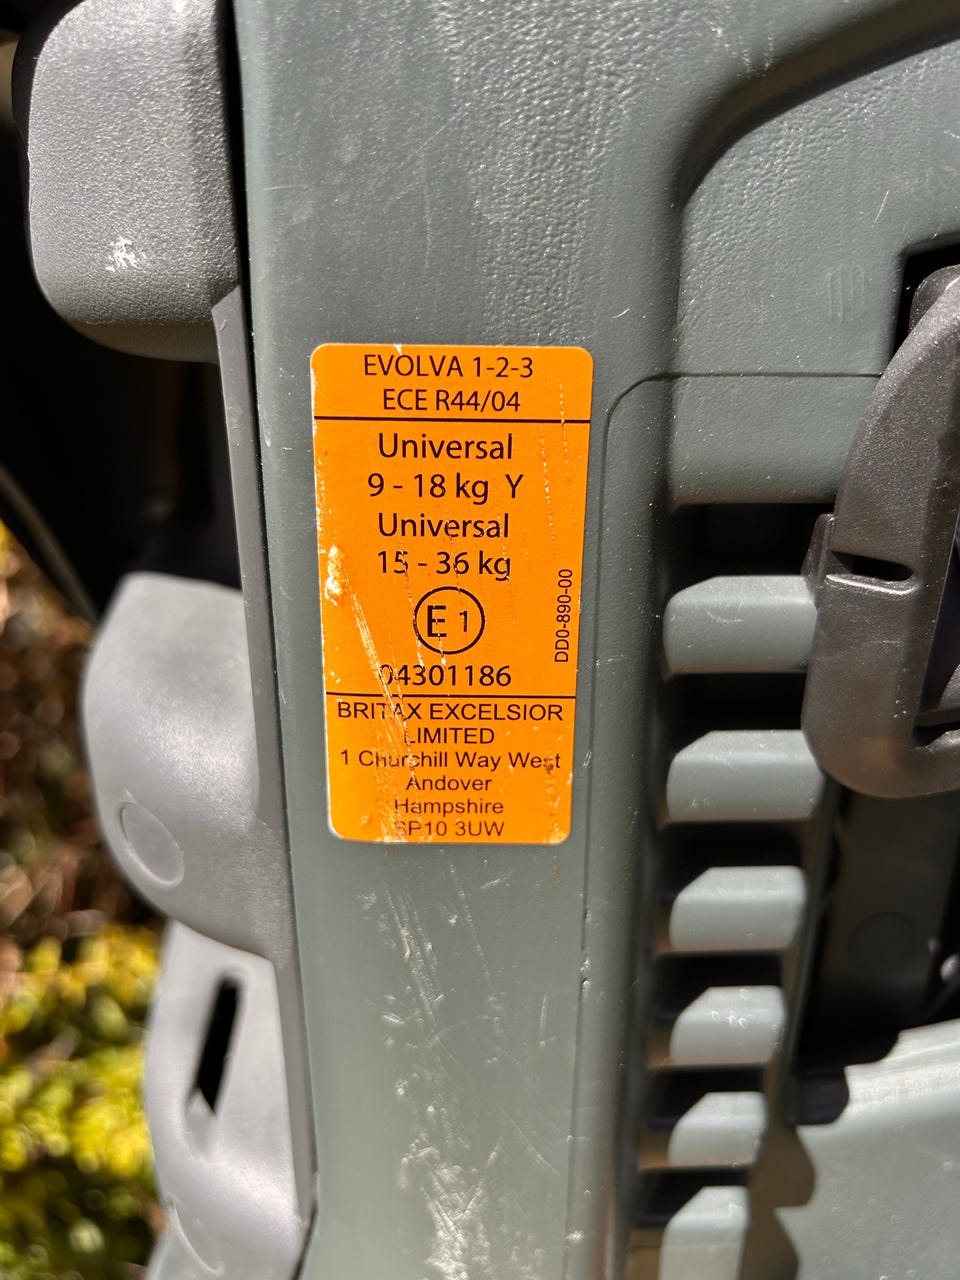 EVOLVA 1-2-3
ECE R44/04
Universal
9 - 18 kg Y
Universal
15 - 36 kg
E 1
04301186
DD0-890-00
BRITAX EXCELSIOR
LIMITED
1 Churchill Way West
Andover
Hampshire
SP10 3UW